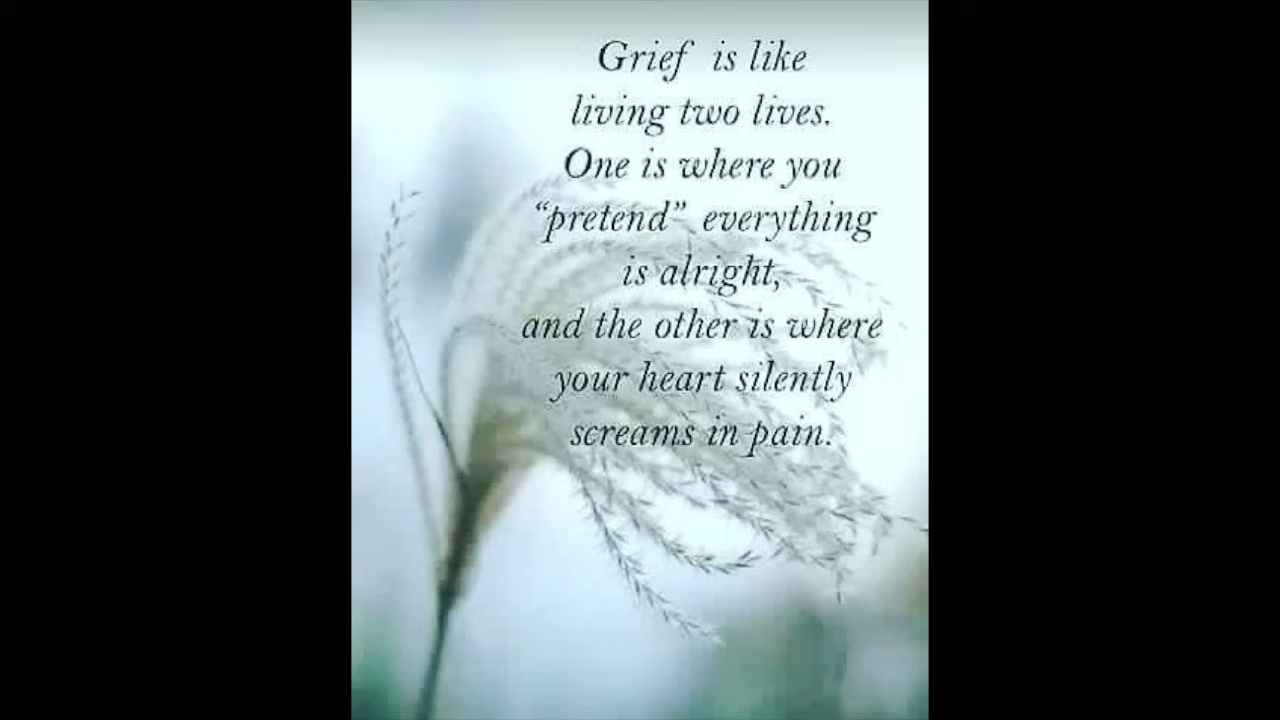 Grief is like
living two lives.
One is where you
“pretend” everything
is alright,
and the other is where
your heart silently
screams in pain.